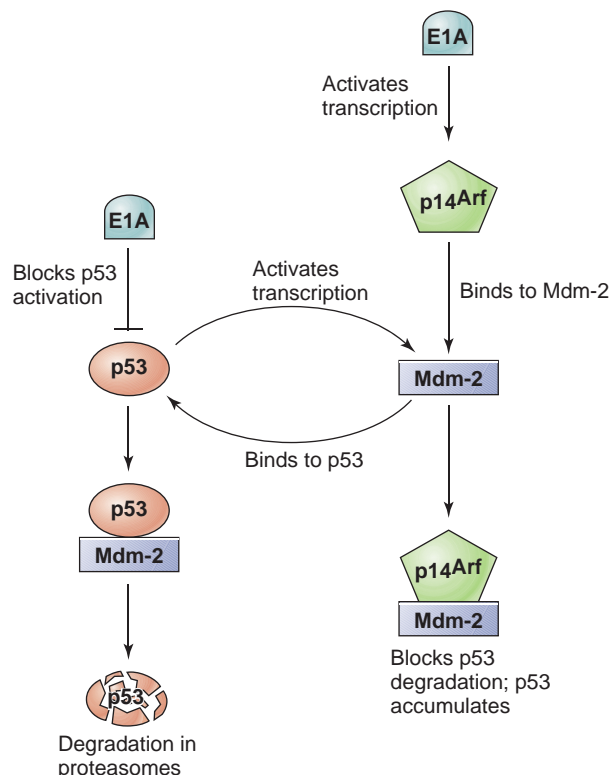 E1A
Activates
transcription
p14Arf
E1A
Blocks p53
activation
Activates
transcription
Binds to Mdm-2
p53
Mdm-2
Binds to p53
p53
Mdm-2
p14Arf
Mdm-2
Blocks p53
degradation; p53
accumulates
p53
Degradation in
proteasomes